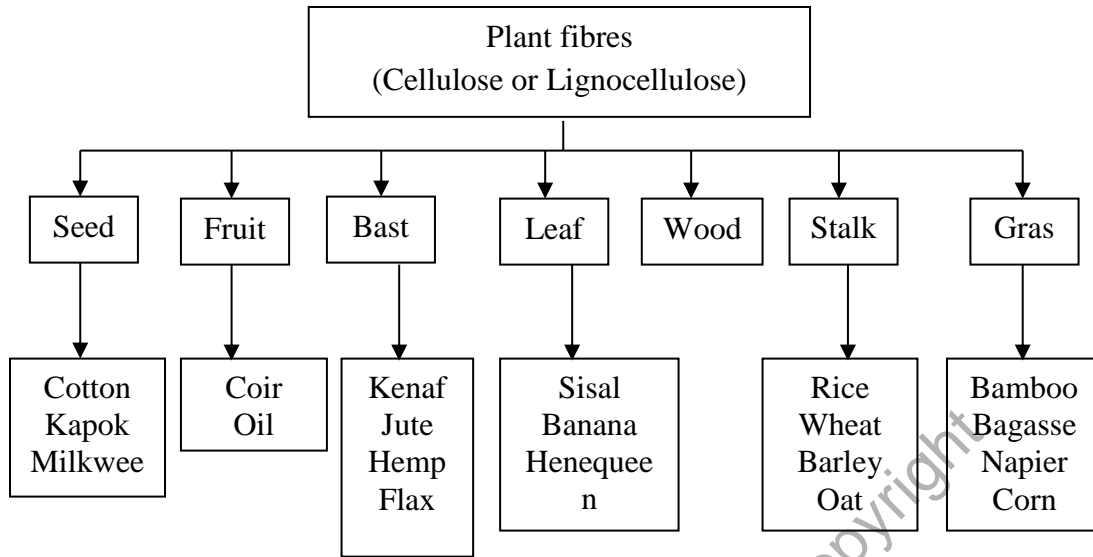 Plant fibres
(Cellulose or Lignocellulose)
Seed
Fruit
Bast
Leaf
Wood
Stalk
Gras
Cotton
Kapok
Milkwee
Coir
Oil
Kenaf
Jute
Hemp
Flax
Sisal
Banana
Henequee
n
Rice
Wheat
Barley
Oat
Bamboo
Bagasse
Napier
Corn
opyright